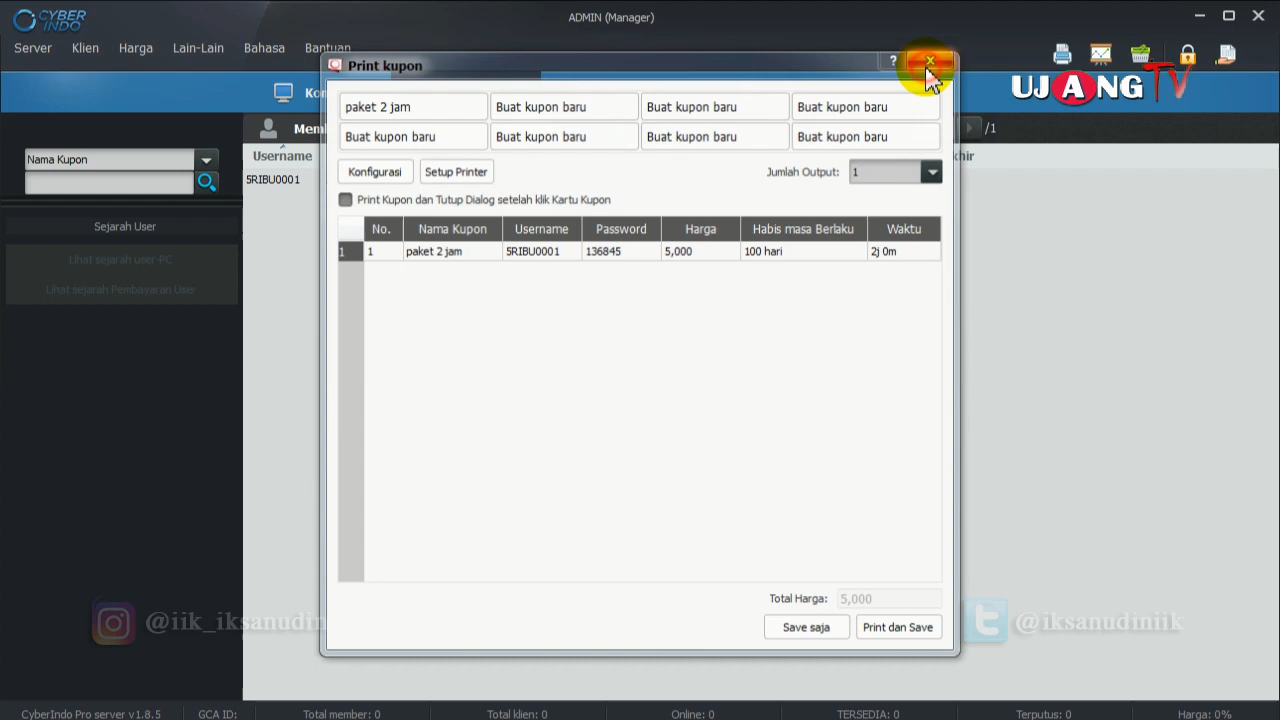 CYBER
INDO
ADMIN (Manager)
Server Klien Harga Lain-Lain Bahasa Bantuan
UJANG TV
Print kupon
?
paket 2 jam Buat kupon baru Buat kupon baru Buat kupon baru
Buat kupon baru Buat kupon baru Buat kupon baru Buat kupon baru
/1
Nama Kupon
Username
5RIBU0001
Konfigurasi Setup Printer Jumlah Output: 1
Print Kupon dan Tutup Dialog setelah klik Kartu Kupon
Sejarah User
Lihat sejarah user-PC
Lihat sejarah Pembayaran User
No. Nama Kupon Username Password Harga Habis masa Berlaku Waktu
1 1 paket 2 jam 5RIBU0001 136845 5,000 100 hari 2j 0m
Total Harga: 5,000
Save saja Print dan Save
@iik_iksanudin
@iksanudiniik
CyberIndo Pro server v1.8.5 GCA ID: Total member: 0 Total klien: 0 Online: 0 TERSEDIA: 0 Terputus: 0 Harga: 0%